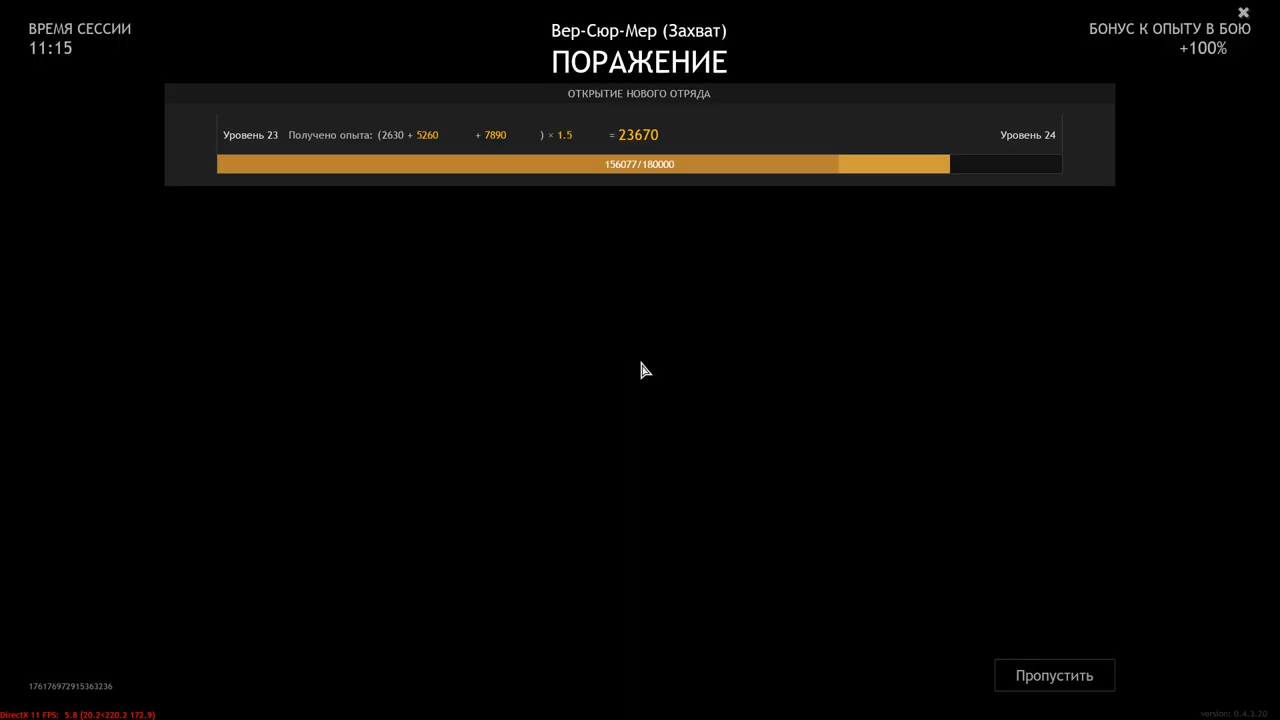 ВРЕМЯ СЕССИИ
11:15
Вер-Сюр-Мер (Захват)
ПОРАЖЕНИЕ
БОНУС К ОПЫТУ В БОЮ
+100%
ОТКРЫТИЕ НОВОГО ОТРЯДА
Уровень 23 Получено опыта: (2630 + 5260 + 7890 ) × 1.5 = 23670 Уровень 24
156077/180000
Пропустить
176176972915363236
DirectX 11 FPS: 5.8 (20.2<220.2 172.9)
version: 0.4.3.20